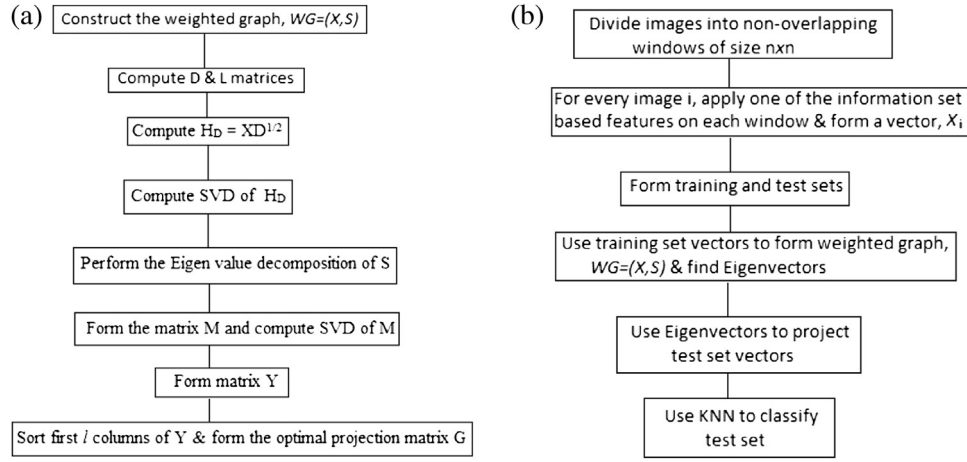 (a)
Construct the weighted graph, WG=(X,S)
Compute D & L matrices
Compute HD = XD1/2
Compute SVD of HD
Perform the Eigen value decomposition of S
Form the matrix M and compute SVD of M
Form matrix Y
Sort first l columns of Y & form the optimal projection matrix G
(b)
Divide images into non-overlapping
windows of size nxn
For every image i, apply one of the information set
based features on each window & form a vector, Xi
Form training and test sets
Use training set vectors to form weighted graph,
WG=(X,S) & find Eigenvectors
Use Eigenvectors to project
test set vectors
Use KNN to classify
test set